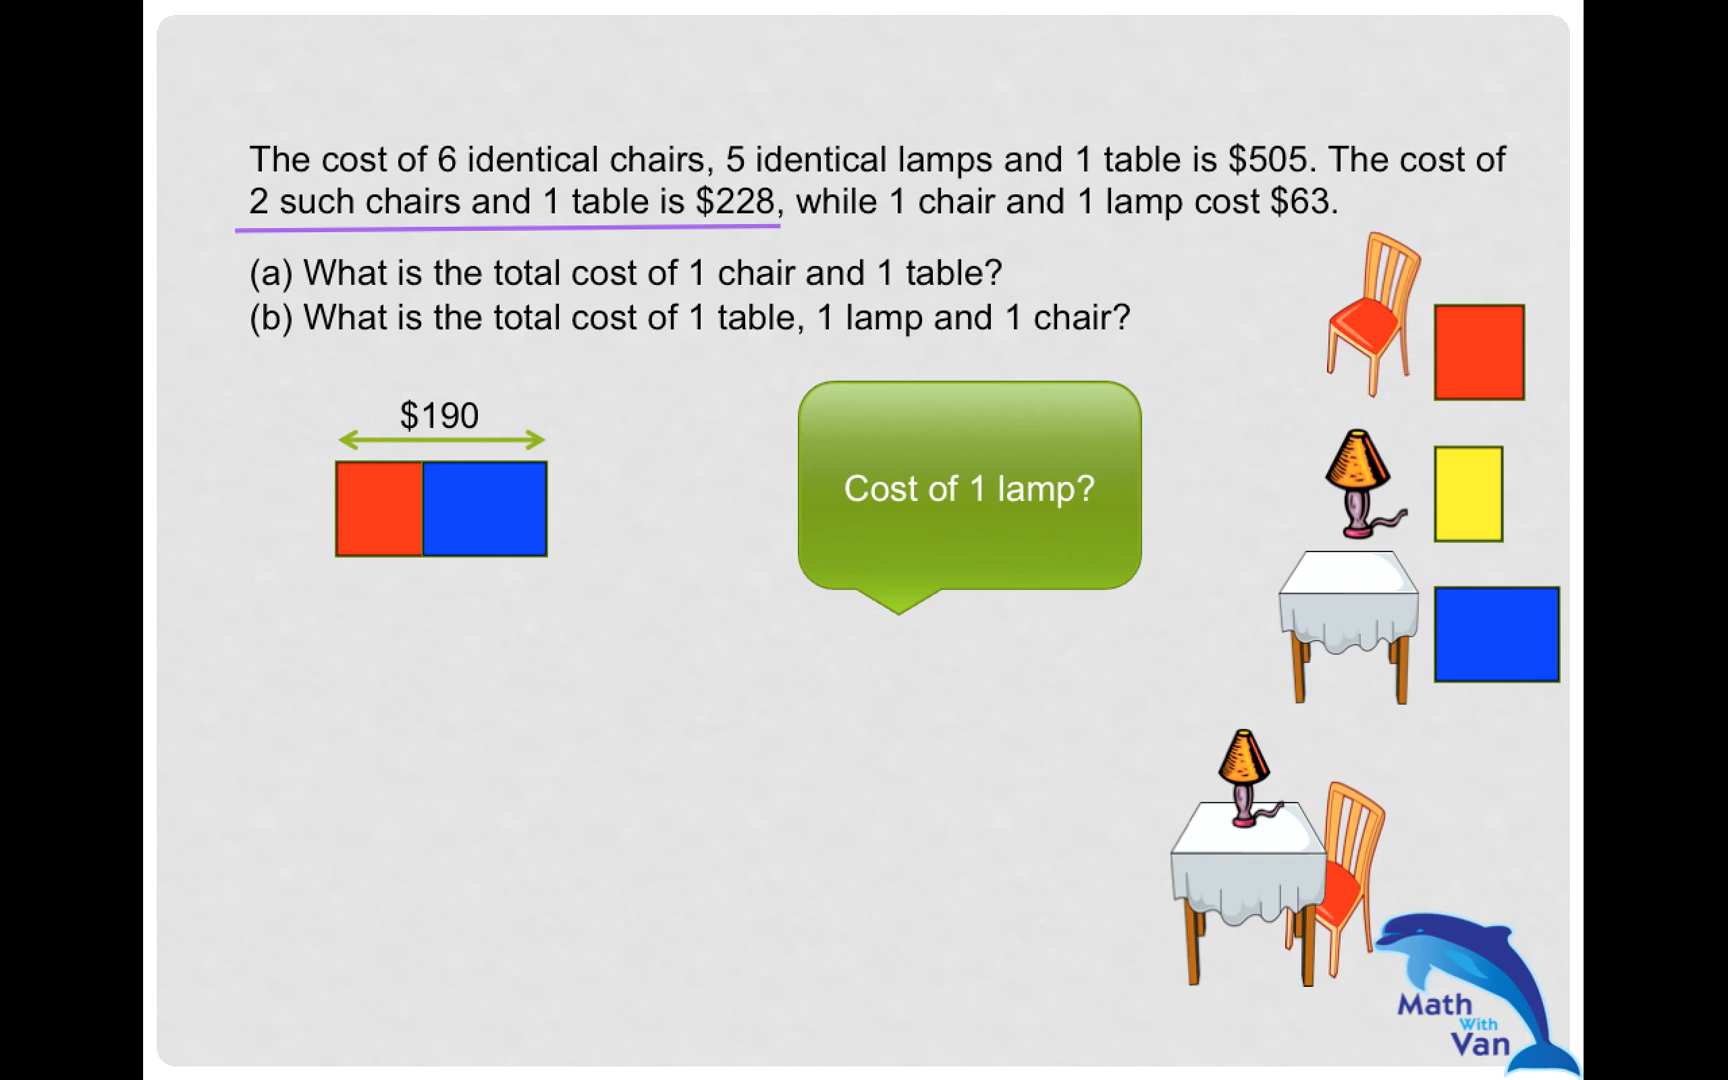 The cost of 6 identical chairs, 5 identical lamps and 1 table is $505. The cost of
2 such chairs and 1 table is $228, while 1 chair and 1 lamp cost $63.
(a) What is the total cost of 1 chair and 1 table?
(b) What is the total cost of 1 table, 1 lamp and 1 chair?
$190
Cost of 1 lamp?
Math
With
Van